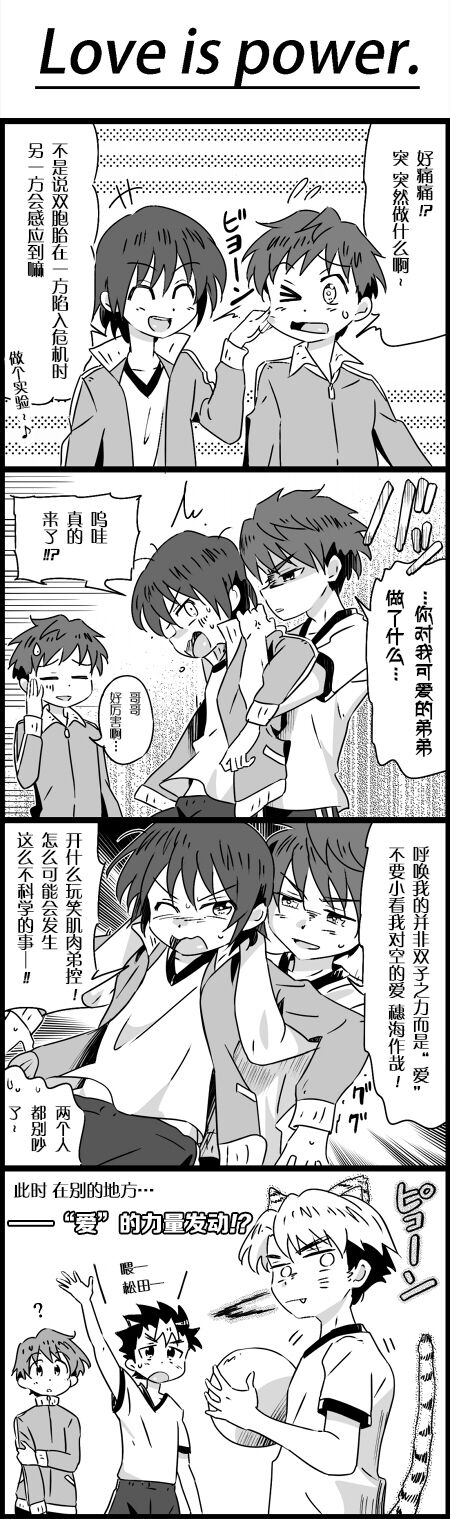 Love is power.
好痛痛!?
突 突然做什么啊~
ビョーン!
不是说双胞胎在一方陷入危机时
另一方会感应到嘛
做个实验~♪
…你对我可爱的弟弟
做了什么…
呜哇
真的
来了!!?
哥哥
好厉害啊…
呼唤我的并非双子之力而是“爱”
不要小看我对空的爱 穗海作哉!
开什么玩笑肌肉弟控!
怎么可能会发生
这么不科学的事—!!
グ"グ"
两个人
都别吵
了~
此时 在别的地方…
——“爱”的力量发动!?
ピョーン
喂—
松田—
?